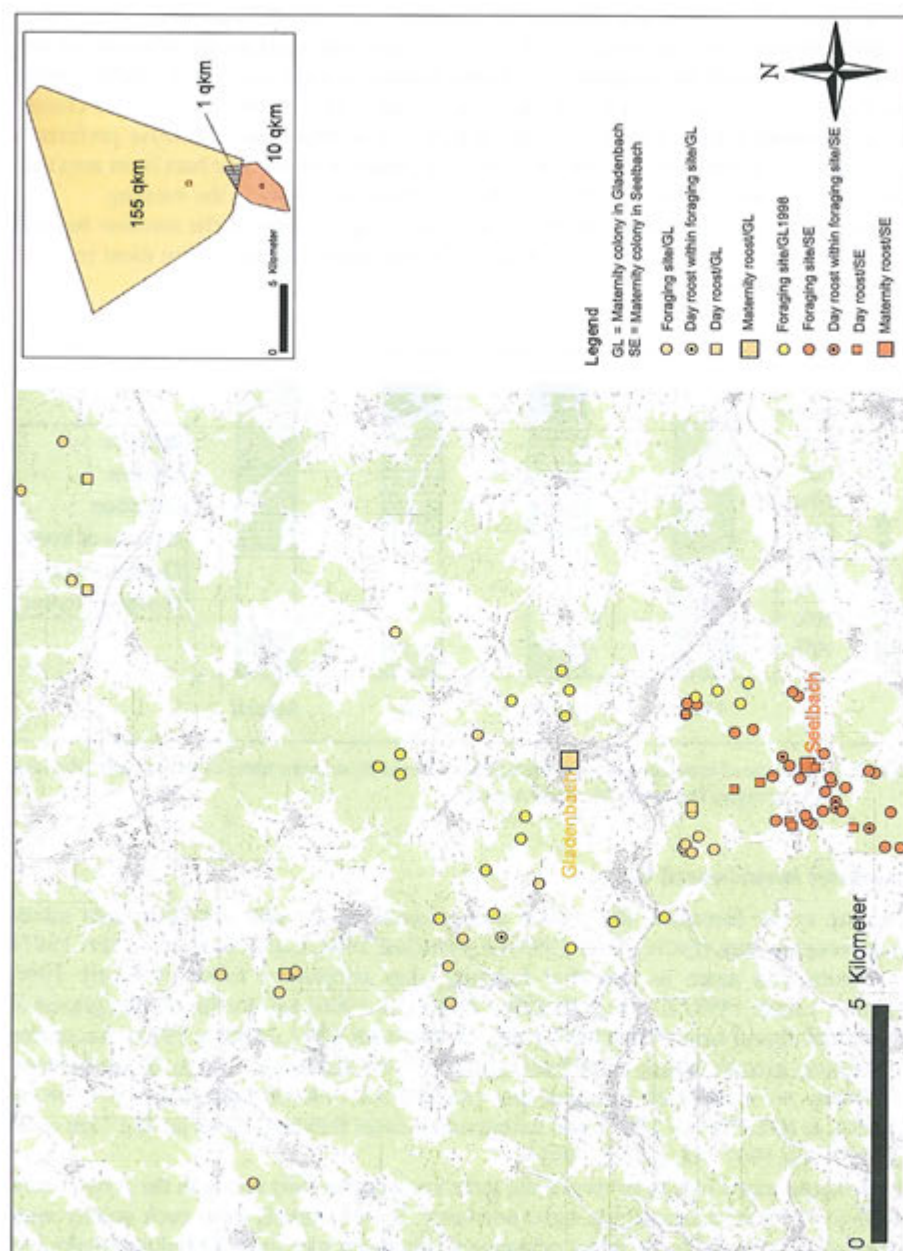 155 qkm
1 qkm
10 qkm
0 5 Kilometer
N
Legend
GL = Maternity colony in Gladenbach
SE = Maternity colony in Seelbach
Foraging site/GL
Day roost within foraging site/GL
Day roost/GL
Maternity roost/GL
Foraging site/GL1998
Foraging site/SE
Day roost within foraging site/SE
Day roost/SE
Maternity roost/SE
Gladenbach
Seelbach
0 5 Kilometer